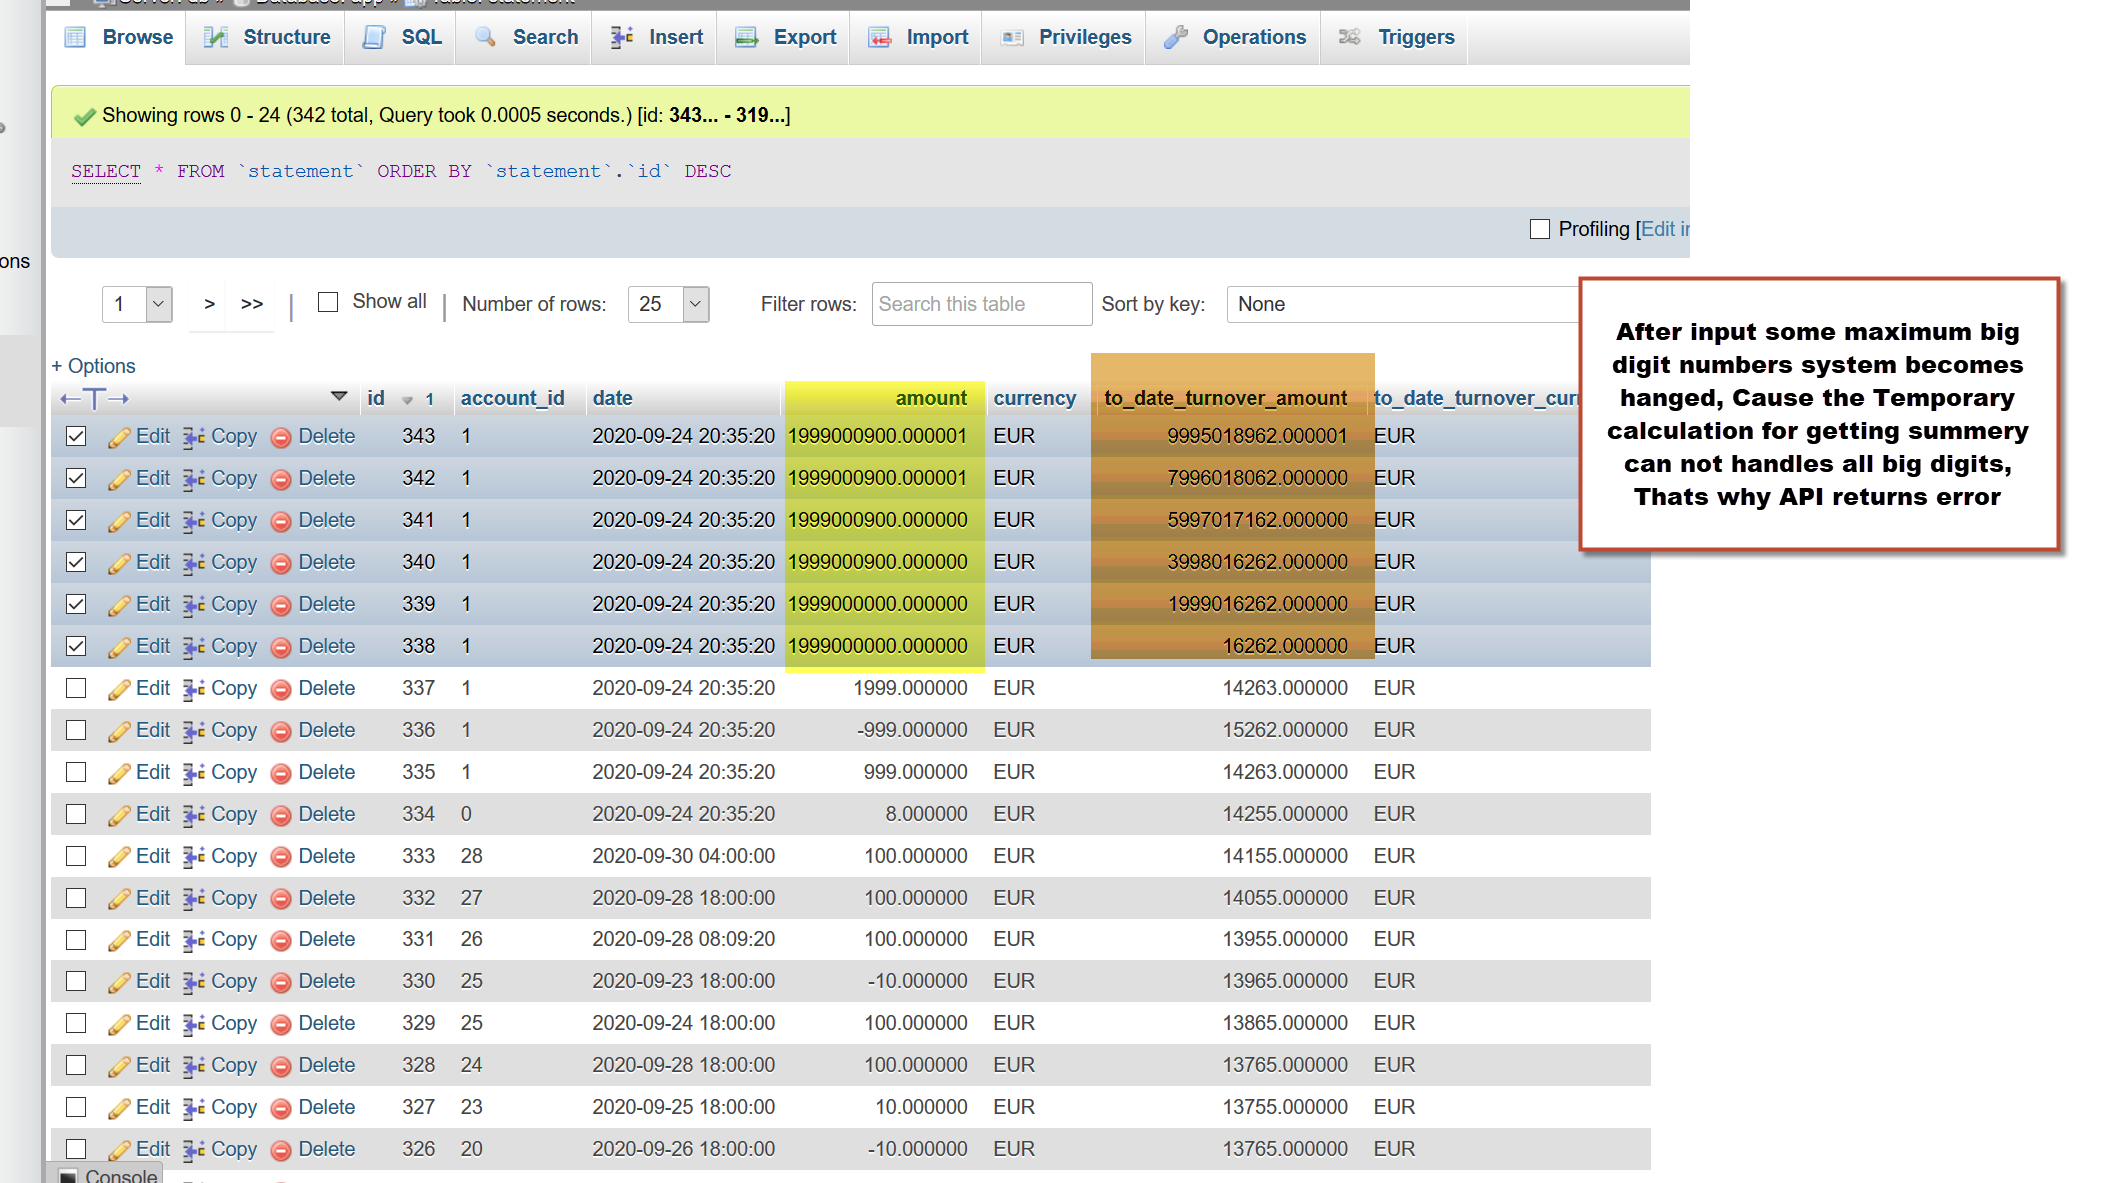 Browse Structure SQL Search Insert Export Import Privileges Operations Triggers
Showing rows 0 - 24 (342 total, Query took 0.0005 seconds.) [id: 343... - 319...]
SELECT * FROM `statement` ORDER BY `statement`.`id` DESC
Profiling [Edit in
ons
1 > >> | Show all | Number of rows: 25 Filter rows: Search this table Sort by key: None
After input some maximum big
digit numbers system becomes
hanged, Cause the Temporary
calculation for getting summery
can not handles all big digits,
Thats why API returns error
+ Options
←T→ id 1 account_id date amount currency to_date_turnover_amount to_date_turnover_curr
Edit Copy Delete 343 1 2020-09-24 20:35:20 1999000900.000001 EUR 9995018962.000001 EUR
Edit Copy Delete 342 1 2020-09-24 20:35:20 1999000900.000001 EUR 7996018062.000000 EUR
Edit Copy Delete 341 1 2020-09-24 20:35:20 1999000900.000000 EUR 5997017162.000000 EUR
Edit Copy Delete 340 1 2020-09-24 20:35:20 1999000900.000000 EUR 3998016262.000000 EUR
Edit Copy Delete 339 1 2020-09-24 20:35:20 1999000000.000000 EUR 1999016262.000000 EUR
Edit Copy Delete 338 1 2020-09-24 20:35:20 1999000000.000000 EUR 16262.000000 EUR
Edit Copy Delete 337 1 2020-09-24 20:35:20 1999.000000 EUR 14263.000000 EUR
Edit Copy Delete 336 1 2020-09-24 20:35:20 -999.000000 EUR 15262.000000 EUR
Edit Copy Delete 335 1 2020-09-24 20:35:20 999.000000 EUR 14263.000000 EUR
Edit Copy Delete 334 0 2020-09-24 20:35:20 8.000000 EUR 14255.000000 EUR
Edit Copy Delete 333 28 2020-09-30 04:00:00 100.000000 EUR 14155.000000 EUR
Edit Copy Delete 332 27 2020-09-28 18:00:00 100.000000 EUR 14055.000000 EUR
Edit Copy Delete 331 26 2020-09-28 08:09:20 100.000000 EUR 13955.000000 EUR
Edit Copy Delete 330 25 2020-09-23 18:00:00 -10.000000 EUR 13965.000000 EUR
Edit Copy Delete 329 25 2020-09-24 18:00:00 100.000000 EUR 13865.000000 EUR
Edit Copy Delete 328 24 2020-09-28 18:00:00 100.000000 EUR 13765.000000 EUR
Edit Copy Delete 327 23 2020-09-25 18:00:00 10.000000 EUR 13755.000000 EUR
Edit Copy Delete 326 20 2020-09-26 18:00:00 -10.000000 EUR 13765.000000 EUR
Console